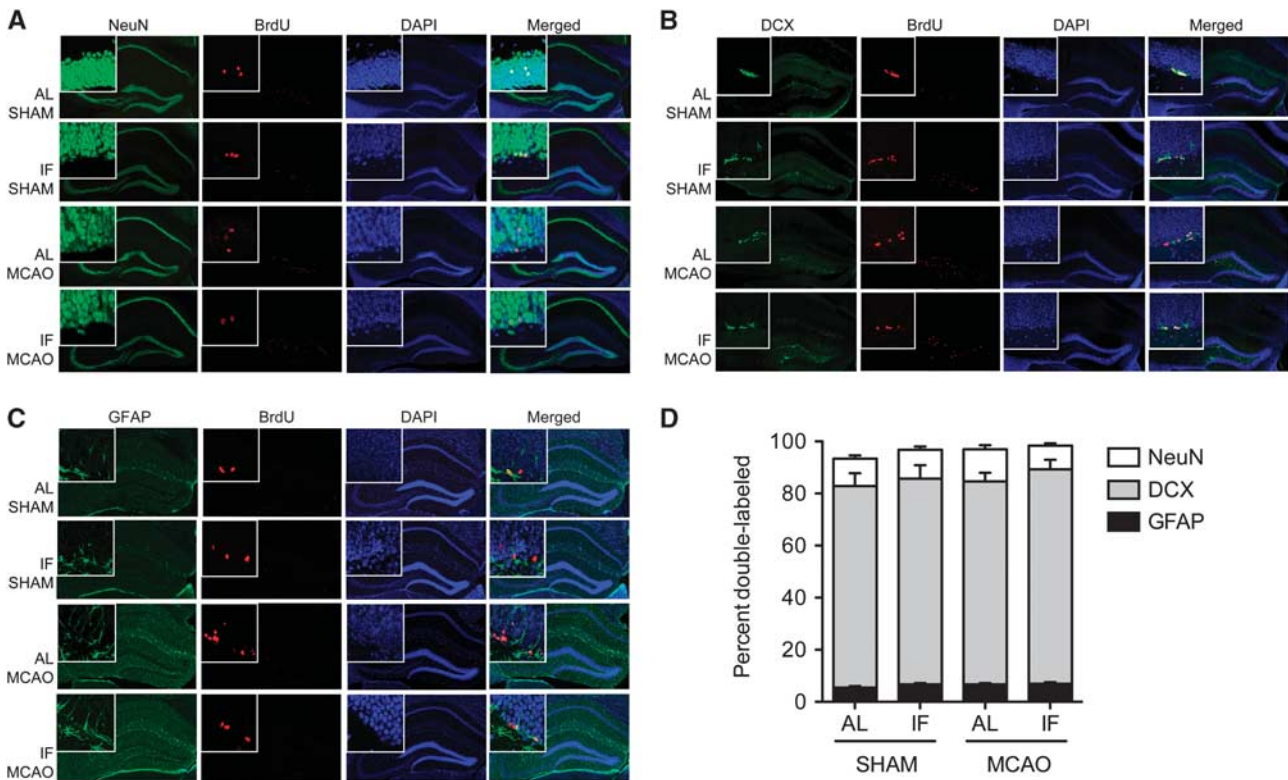 A
NeuN BrdU DAPI Merged
AL
SHAM
IF
SHAM
AL
MCAO
IF
MCAO
B
DCX BrdU DAPI Merged
AL
SHAM
IF
SHAM
AL
MCAO
IF
MCAO
C
GFAP BrdU DAPI Merged
AL
SHAM
IF
SHAM
AL
MCAO
IF
MCAO
D
Percent double-labeled
100
80
60
40
20
0
AL IF AL IF
SHAM MCAO
NeuN
DCX
GFAP